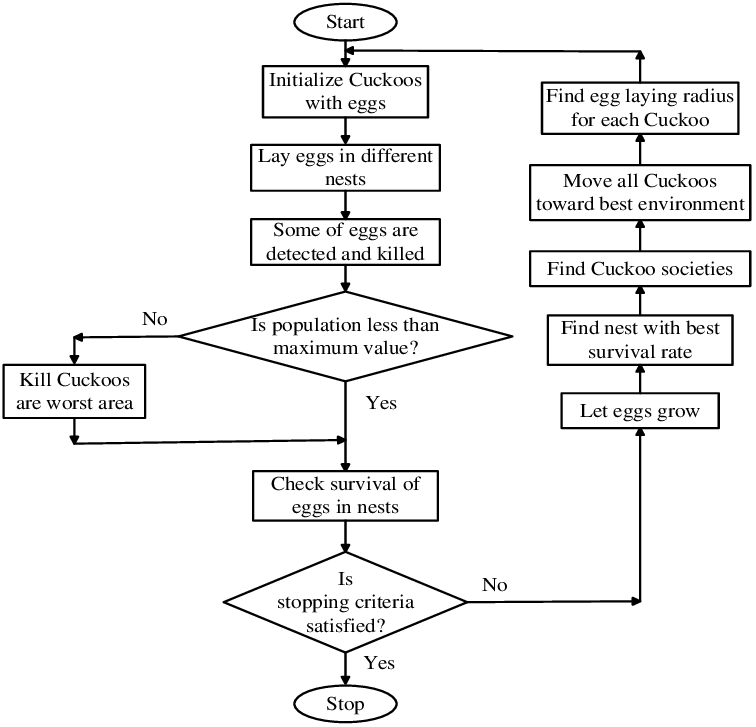 Start
Initialize Cuckoos
with eggs
Lay eggs in different
nests
Some of eggs are
detected and killed
Is population less than
maximum value?
No
Kill Cuckoos
are worst area
Yes
Check survival of
eggs in nests
Is
stopping criteria
satisfied?
No
Yes
Stop
Let eggs grow
Find nest with best
survival rate
Find Cuckoo societies
Move all Cuckoos
toward best environment
Find egg laying radius
for each Cuckoo